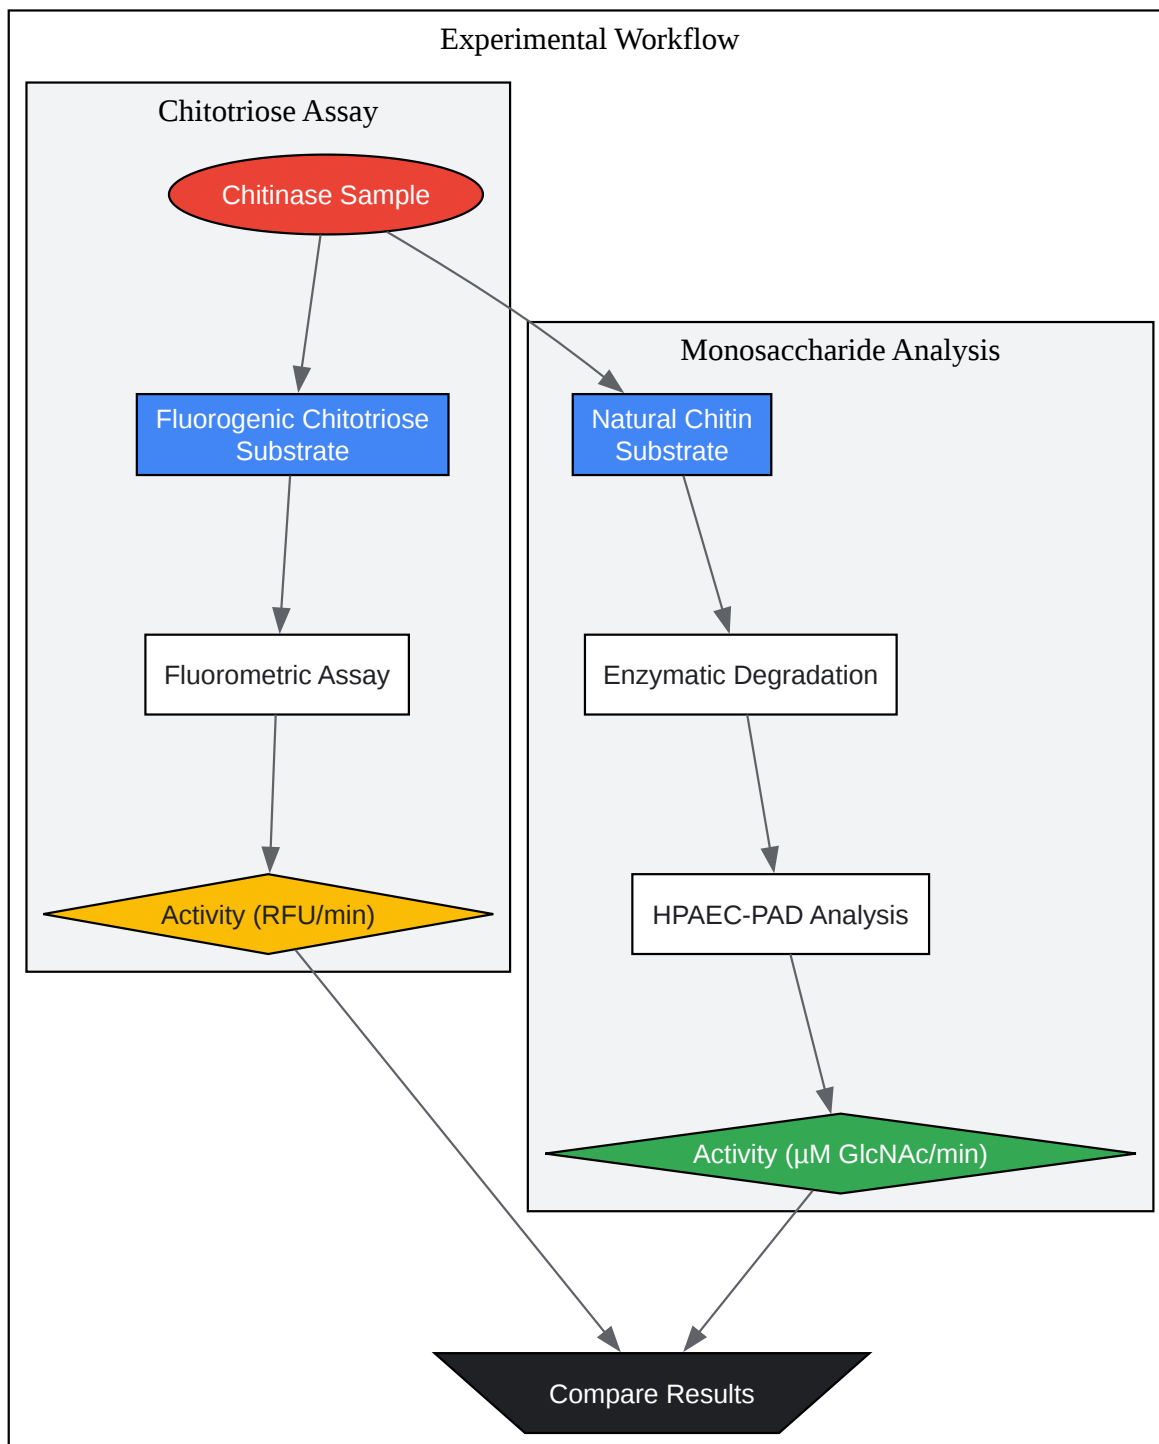 Experimental Workflow
Chitotriose Assay
Chitinase Sample
Monosaccharide Analysis
Fluorogenic Chitotriose
Substrate
Natural Chitin
Substrate
Fluorometric Assay
Enzymatic Degradation
Activity (RFU/min)
HPAEC-PAD Analysis
Activity (µM GlcNAc/min)
Compare Results